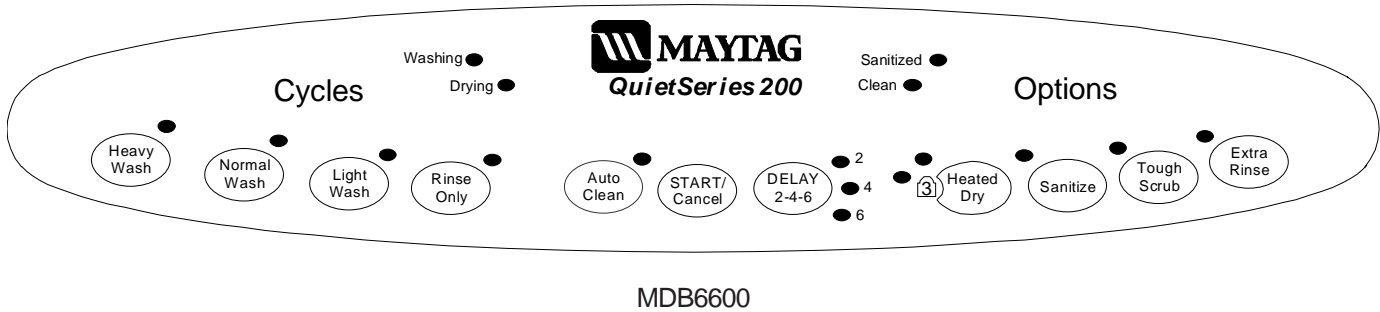 MAYTAG
QuietSeries 200
Washing
Drying
Sanitized
Clean
Cycles
Options
Heavy
Wash
Normal
Wash
Light
Wash
Rinse
Only
Auto
Clean
START/
Cancel
DELAY
2-4-6
2
4
6
3
Heated
Dry
Sanitize
Tough
Scrub
Extra
Rinse
MDB6600